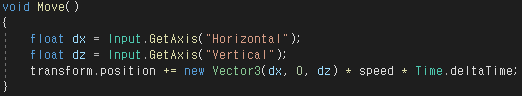 void Move()
{
float dx = Input.GetAxis("Horizontal");
float dz = Input.GetAxis("Vertical");
transform.position += new Vector3(dx, 0, dz) * speed * Time.deltaTime;
}